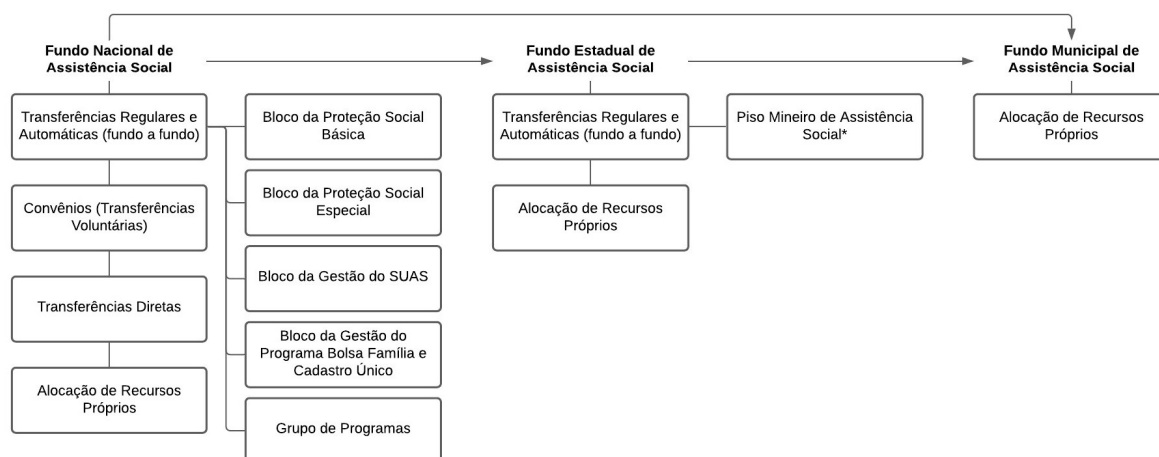 Fundo Nacional de
Assistência Social
Transferências Regulares e
Automáticas (fundo a fundo)
Convênios (Transferências
Voluntárias)
Transferências Diretas
Alocação de Recursos
Próprios
Bloco da Proteção Social
Básica
Bloco da Proteção Social
Especial
Bloco da Gestão do SUAS
Bloco da Gestão do
Programa Bolsa Família e
Cadastro Único
Grupo de Programas
Fundo Estadual de
Assistência Social
Transferências Regulares e
Automáticas (fundo a fundo)
Alocação de Recursos
Próprios
Piso Mineiro de Assistência
Social*
Fundo Municipal de
Assistência Social
Alocação de Recursos
Próprios